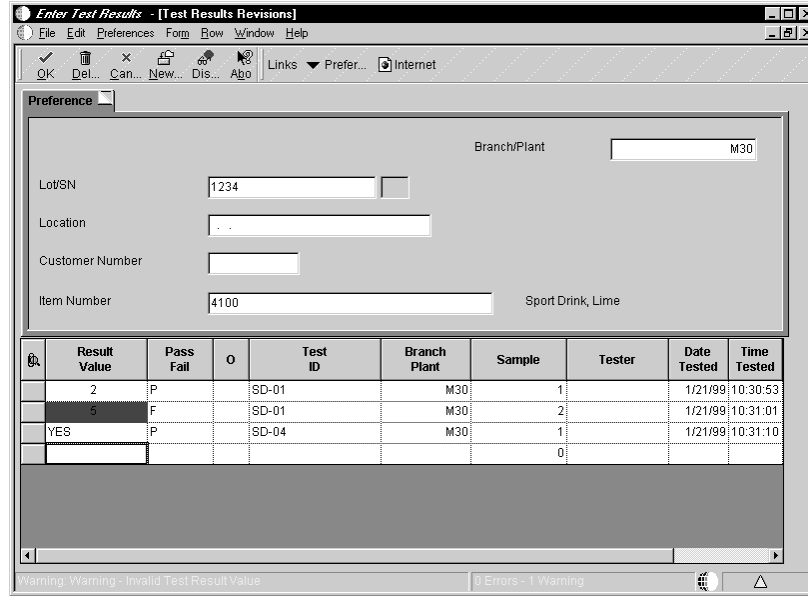 Enter Test Results - [Test Results Revisions]
File Edit Preferences Form Row Window Help
OK Del... Can... New... Dis... Abo Links Prefer... Internet
Preference
Branch/Plant M30
Lot/SN 1234
Location . .
Customer Number
Item Number 4100 Sport Drink, Lime
Result Value Pass Fail O Test ID Branch Plant Sample Tester Date Tested Time Tested
2 P SD-01 M30 1 1/21/99 10:30:53
5 F SD-01 M30 2 1/21/99 10:31:01
YES P SD-04 M30 1 1/21/99 10:31:10
0
Warning: Warning - Invalid Test Result Value 0 Errors - 1 Warning